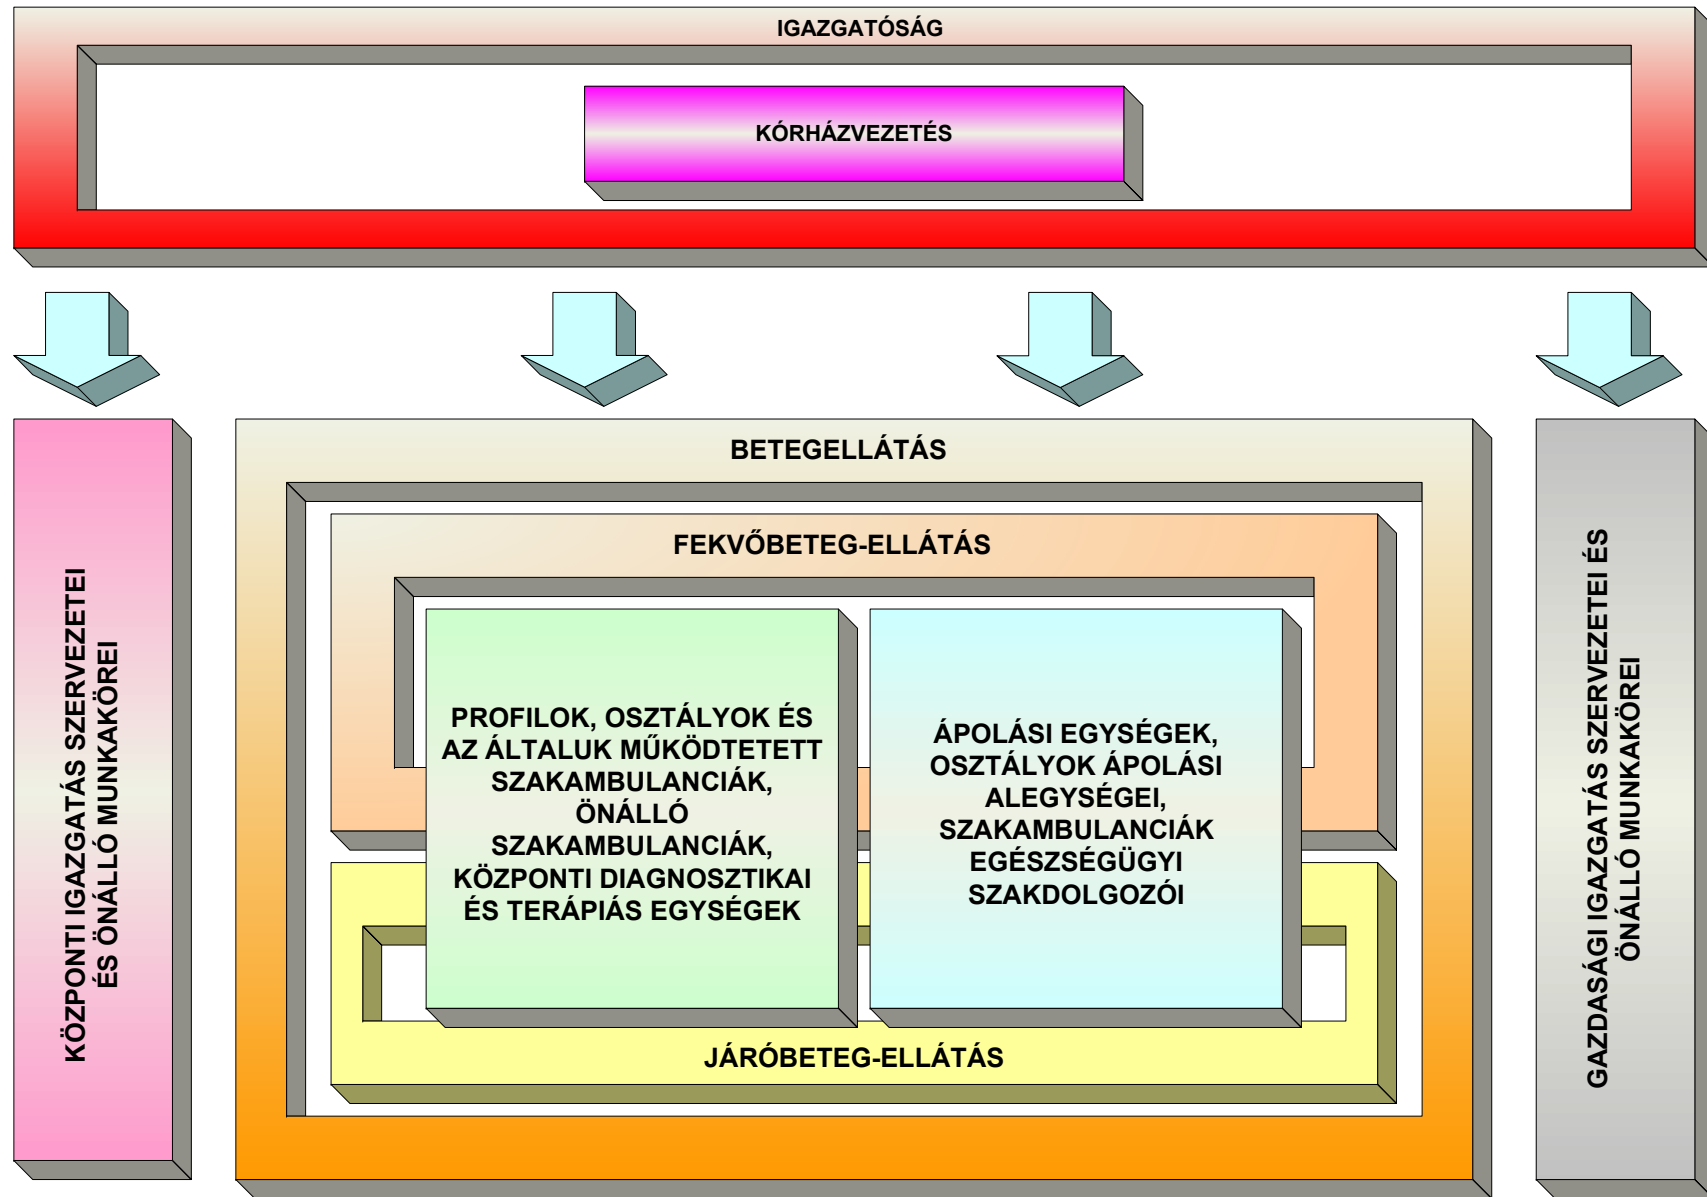 IGAZGATÓSÁG
KÓRHÁZVEZETÉS
KÖZPONTI IGAZGATÁS SZERVEZETEI
ÉS ÖNÁLLÓ MUNKAKÖREI
BETEGELLÁTÁS
FEKVŐBETEG-ELLÁTÁS
PROFILOK, OSZTÁLYOK ÉS
AZ ÁLTALUK MŰKÖDTETETT
SZAKAMBULANCIÁK,
ÖNÁLLÓ
SZAKAMBULANCIÁK,
KÖZPONTI DIAGNOSZTIKAI
ÉS TERÁPIÁS EGYSÉGEK
ÁPOLÁSI EGYSÉGEK,
OSZTÁLYOK ÁPOLÁSI
ALEGYSÉGEI,
SZAKAMBULANCIÁK
EGÉSZSÉGÜGYI
SZAKDOLGOZÓI
JÁRÓBETEG-ELLÁTÁS
GAZDASÁGI IGAZGATÁS SZERVEZETEI ÉS
ÖNÁLLÓ MUNKAKÖREI